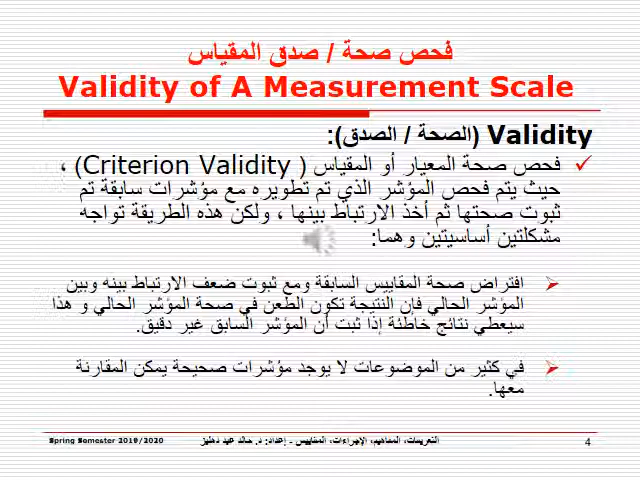 فحص صحة / صدق المقياس
Validity of A Measurement Scale
Validity (الصحة / الصدق):
فحص صحة المعيار أو المقياس ( Criterion Validity) ،
حيث يتم فحص المؤشر الذي تم تطويره مع مؤشرات سابقة تم
ثبوت صحتها ثم أخذ الارتباط بينها ، ولكن هذه الطريقة تواجه
مشكلتين أساسيتين وهما:
افتراض صحة المقاييس السابقة ومع ثبوت ضعف الارتباط بينه وبين
المؤشر الحالي فإن النتيجة تكون الطعن في صحة المؤشر الحالي و هذا
سيعطي نتائج خاطئة إذا ثبت أن المؤشر السابق غير دقيق.
في كثير من الموضوعات لا يوجد مؤشرات صحيحة يمكن المقارنة
معها.
Spring Semester 2019/2020
التعريفات، المفاهيم، الإجراءات، المقاييس - إعداد: د. خالد عبد دهليز
4